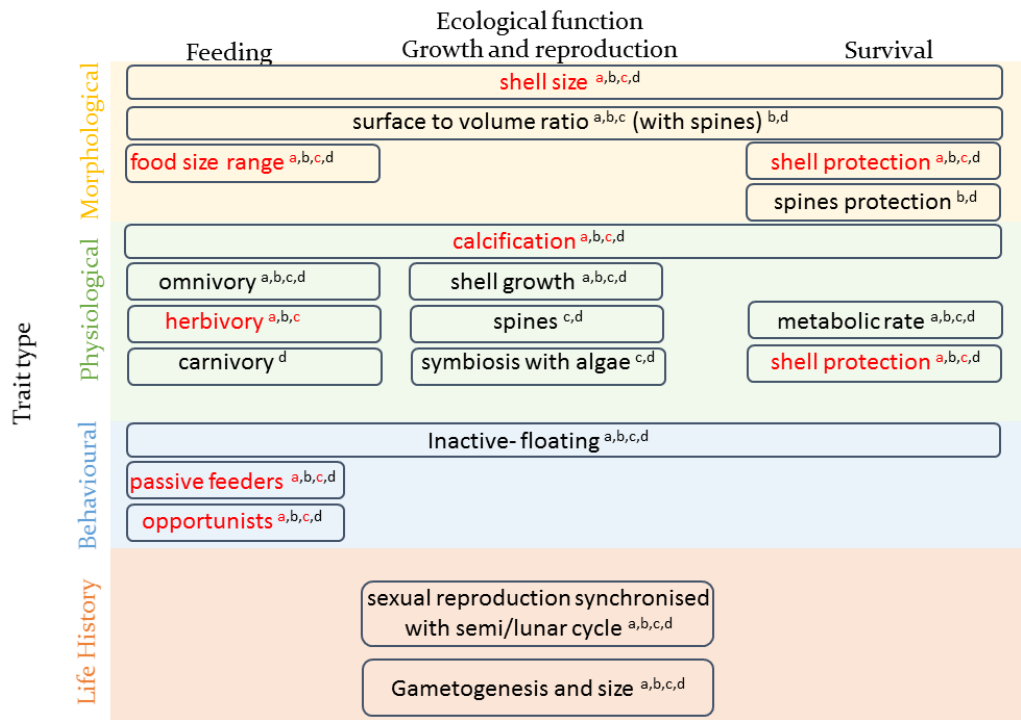 Ecological function
Feeding Growth and reproduction Survival
Trait type
Morphological
shell size a,b,c,d
surface to volume ratio a,b,c (with spines) b,d
food size range a,b,c,d shell protection a,b,c,d
spines protection b,d
Physiological
calcification a,b,c,d
omnivory a,b,c,d shell growth a,b,c,d
herbivory a,b,c spines c,d metabolic rate a,b,c,d
carnivory d symbiosis with algae c,d shell protection a,b,c,d
Behavioural
Inactive- floating a,b,c,d
passive feeders a,b,c,d
opportunists a,b,c,d
Life History
sexual reproduction synchronised
with semi/lunar cycle a,b,c,d
Gametogenesis and size a,b,c,d